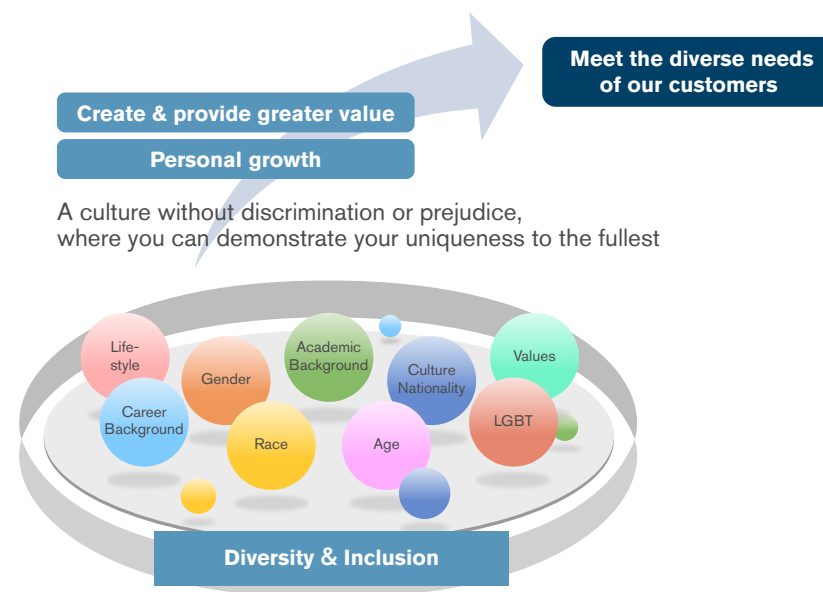 Meet the diverse needs
of our customers
Create & provide greater value
Personal growth
A culture without discrimination or prejudice,
where you can demonstrate your uniqueness to the fullest
Life-
style
Gender
Academic
Background
Culture
Nationality
Values
Career
Background
Race
Age
LGBT
Diversity & Inclusion